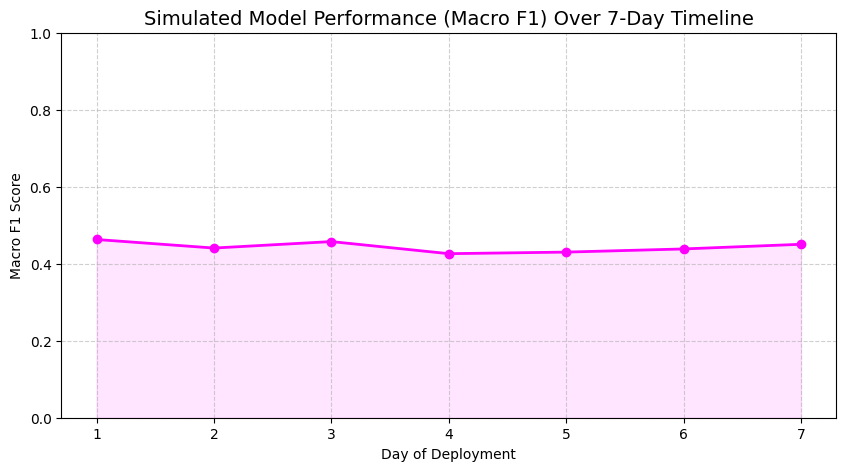 Simulated Model Performance (Macro F1) Over 7-Day Timeline
1.0
0.8
0.6
0.4
0.2
0.0
Macro F1 Score
1 2 3 4 5 6 7
Day of Deployment